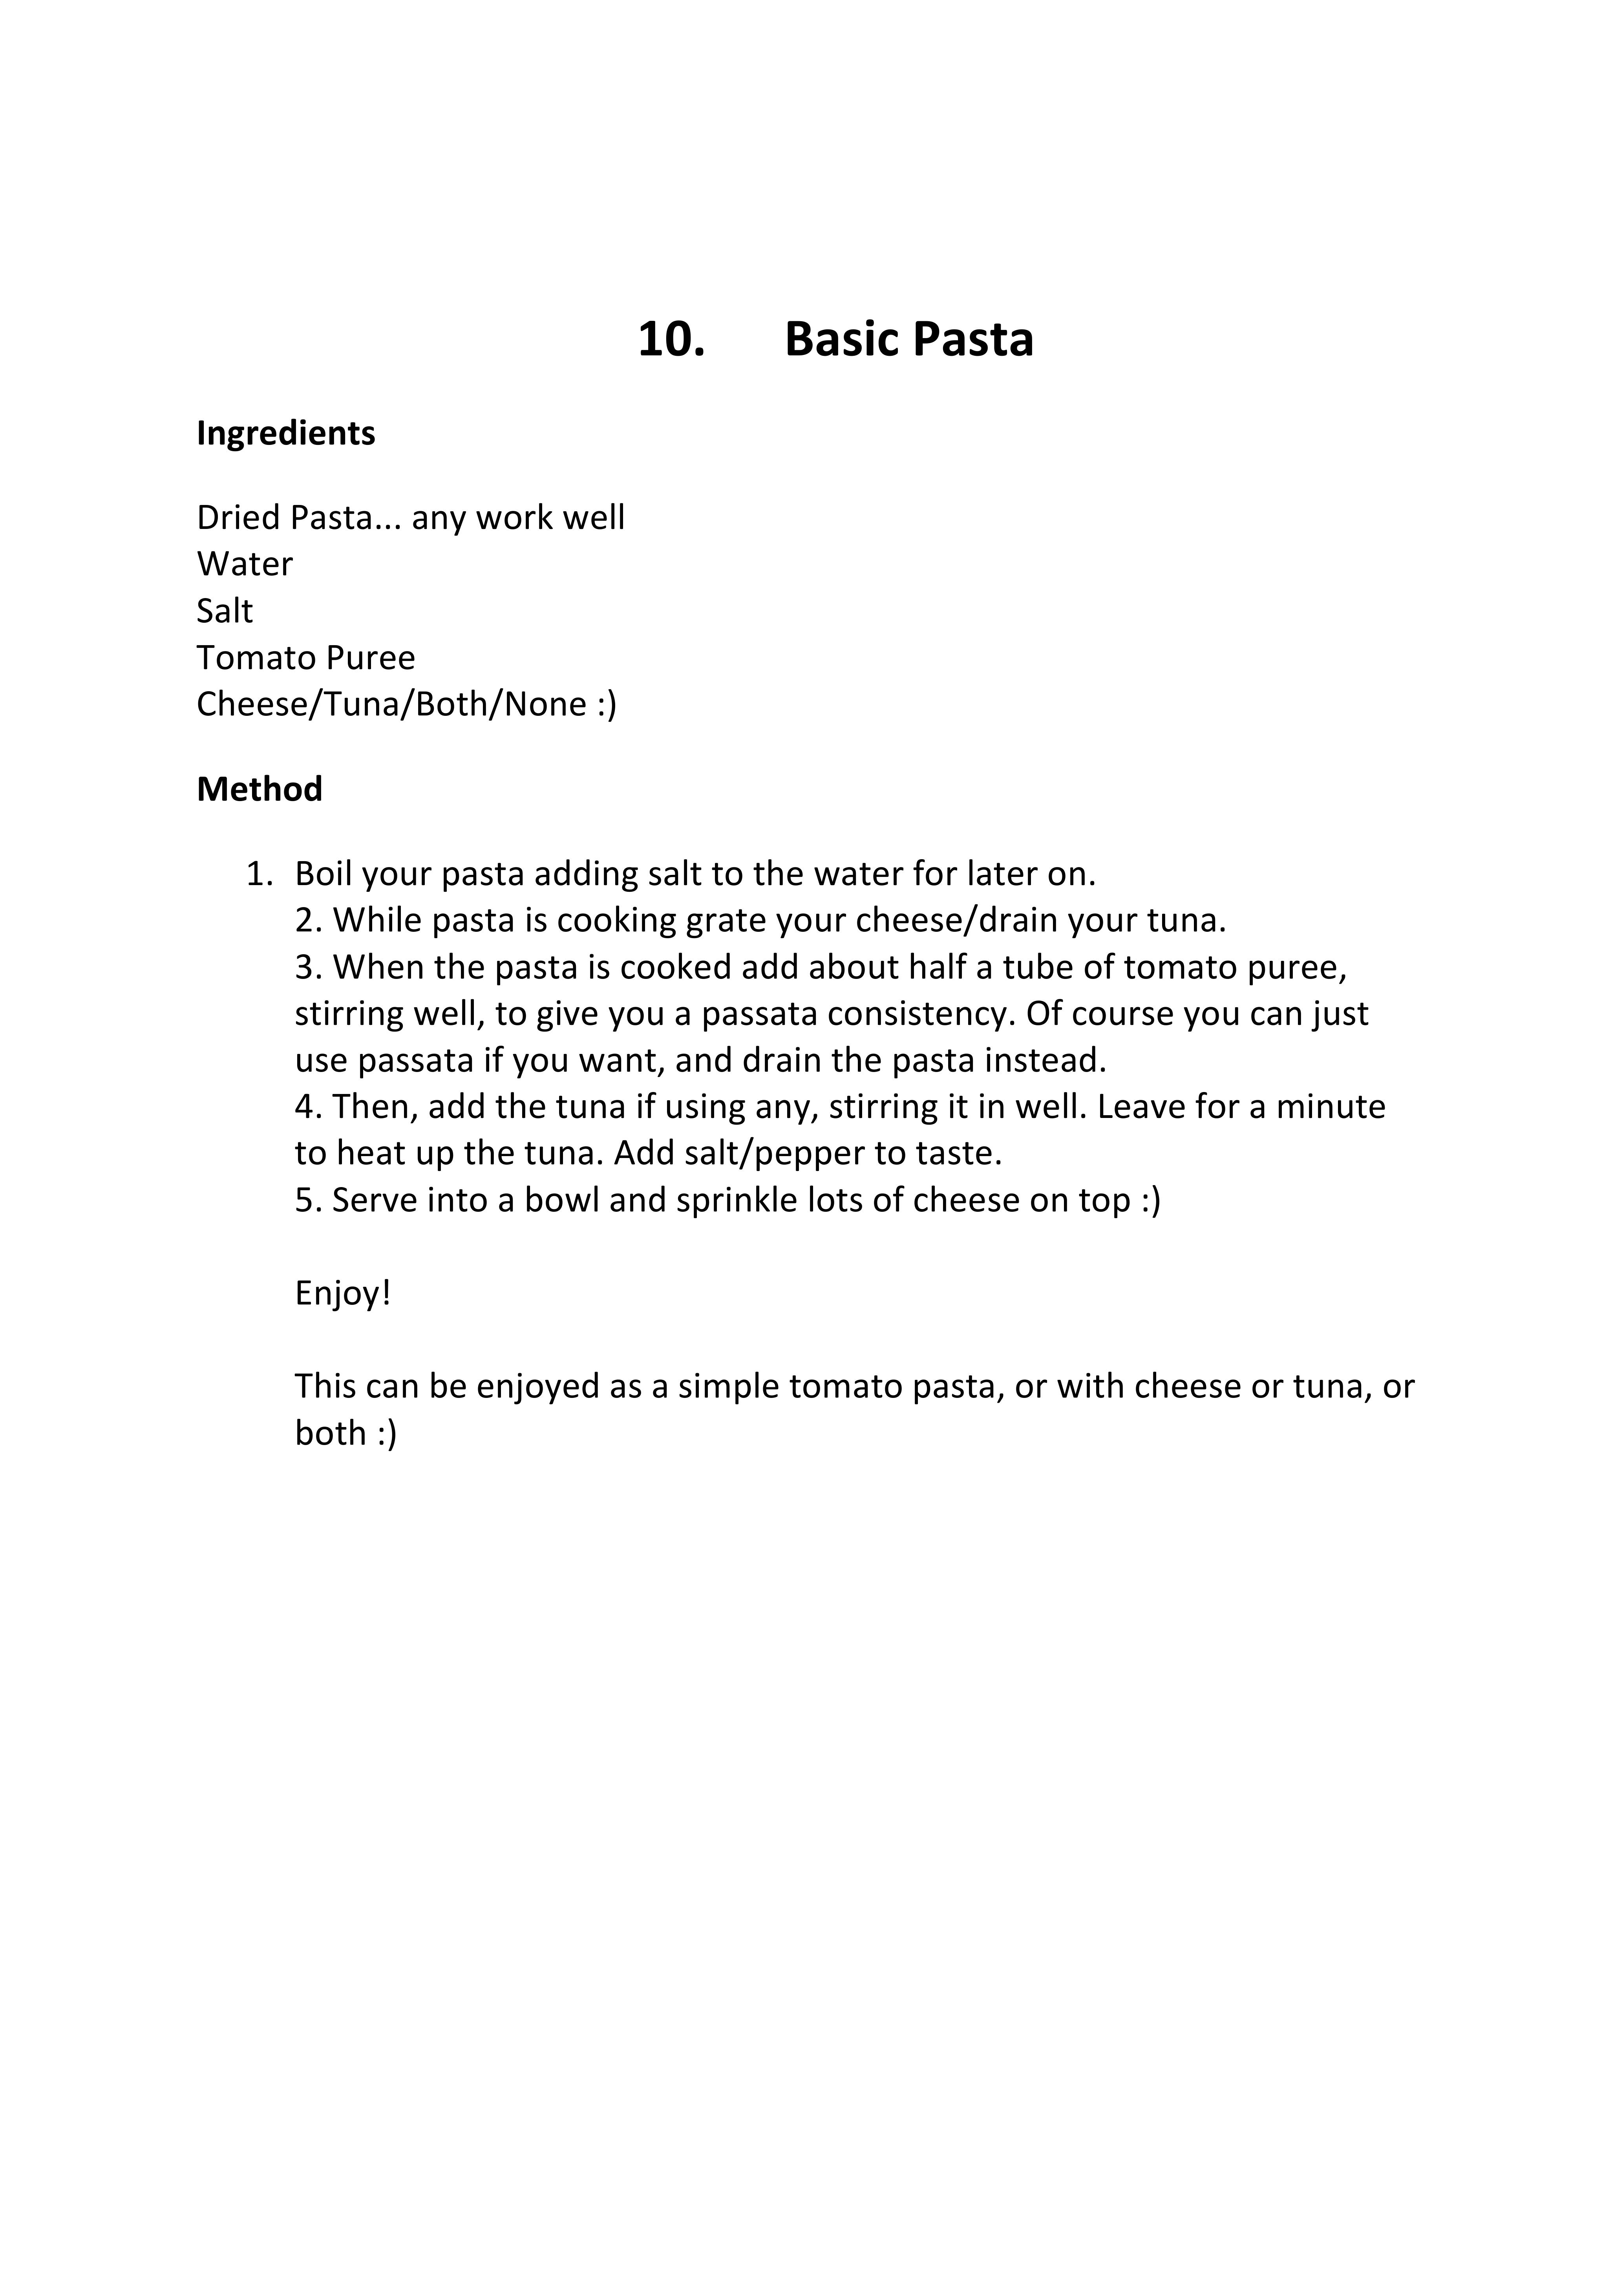 10. Basic Pasta
Ingredients
Dried Pasta... any work well
Water
Salt
Tomato Puree
Cheese/Tuna/Both/None :)
Method
1. Boil your pasta adding salt to the water for later on.
2. While pasta is cooking grate your cheese/drain your tuna.
3. When the pasta is cooked add about half a tube of tomato puree,
stirring well, to give you a passata consistency. Of course you can just
use passata if you want, and drain the pasta instead.
4. Then, add the tuna if using any, stirring it in well. Leave for a minute
to heat up the tuna. Add salt/pepper to taste.
5. Serve into a bowl and sprinkle lots of cheese on top :)
Enjoy!
This can be enjoyed as a simple tomato pasta, or with cheese or tuna, or
both :)